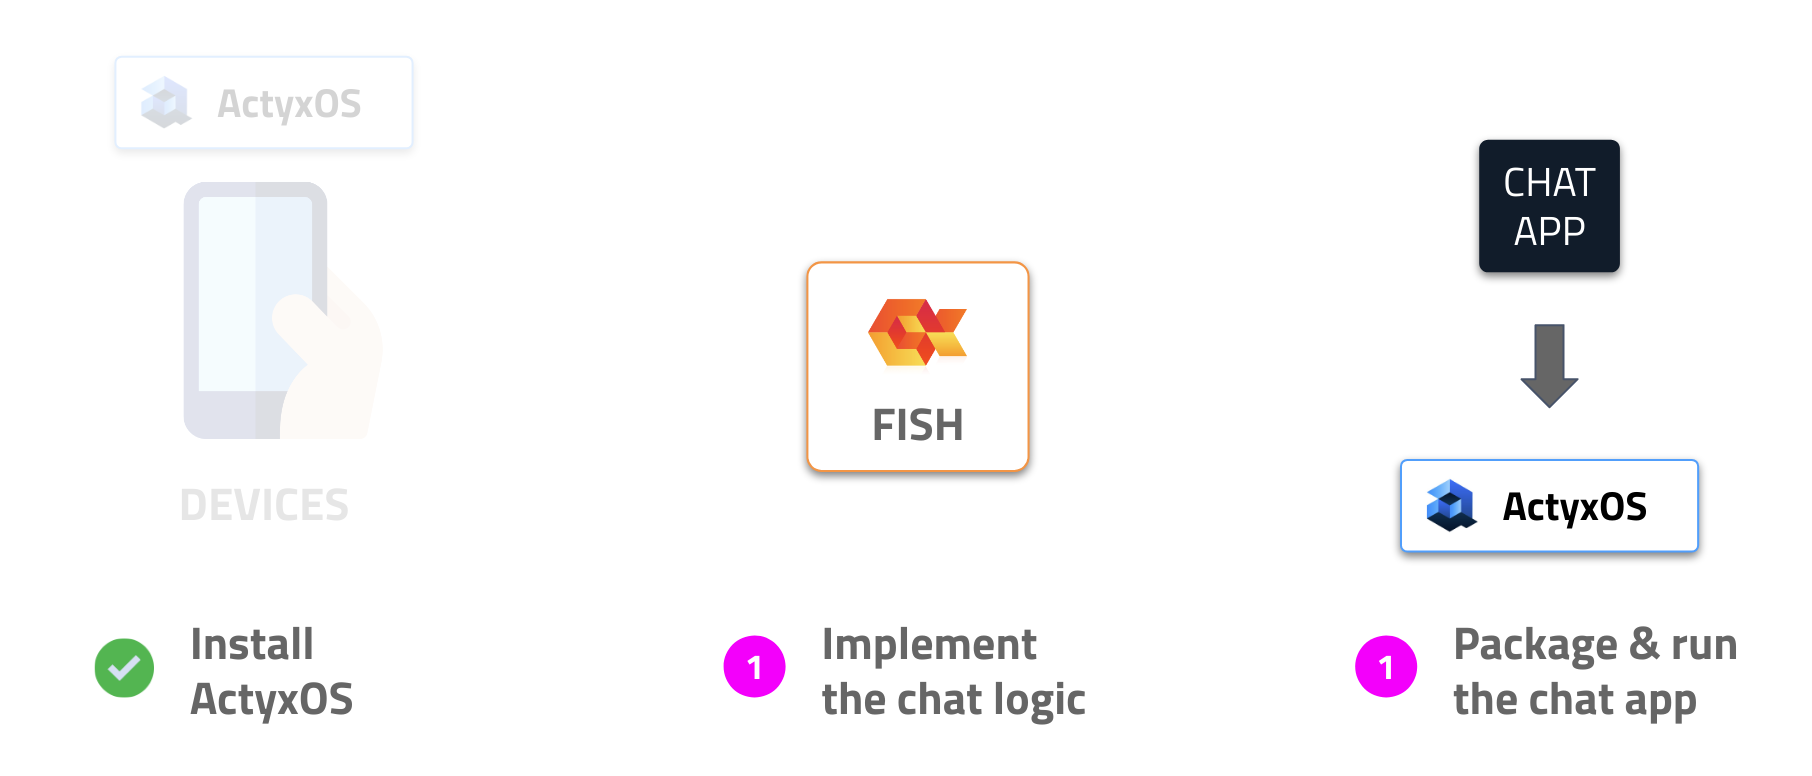 ActyxOS
DEVICES
Install
ActyxOS
FISH
1
Implement
the chat logic
CHAT
APP
ActyxOS
1
Package & run
the chat app